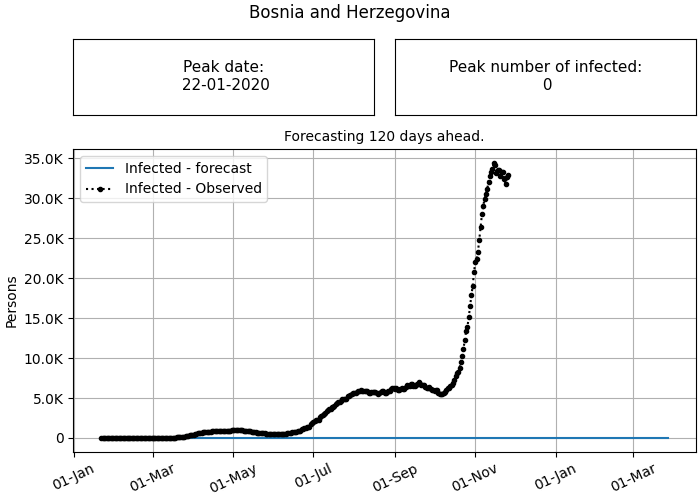 Bosnia and Herzegovina
Peak date:
22-01-2020
Peak number of infected:
0
Forecasting 120 days ahead.
Infected - forecast
Infected - Observed
35.0K
30.0K
25.0K
20.0K
15.0K
10.0K
5.0K
0
Persons
01-Jan
01-Mar
01-May
01-Jul
01-Sep
01-Nov
01-Jan
01-Mar